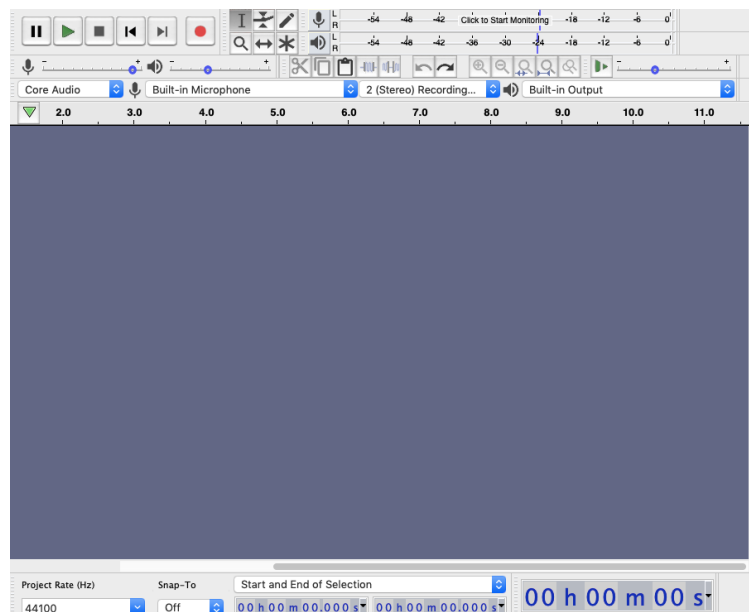 I
L
R
-54 -48 -42 Click to Start Monitoring -18 -12 -6 0
L
R
-54 -48 -42 -36 -30 -24 -18 -12 -6 0
- + - +
- +
Core Audio Built-in Microphone 2 (Stereo) Recording... Built-in Output
2.0 3.0 4.0 5.0 6.0 7.0 8.0 9.0 10.0 11.0
Project Rate (Hz) Snap-To Start and End of Selection
44100 Off 00 h 00 m 00.000 s 00 h 00 m 00.000 s
00 h 00 m 00 s